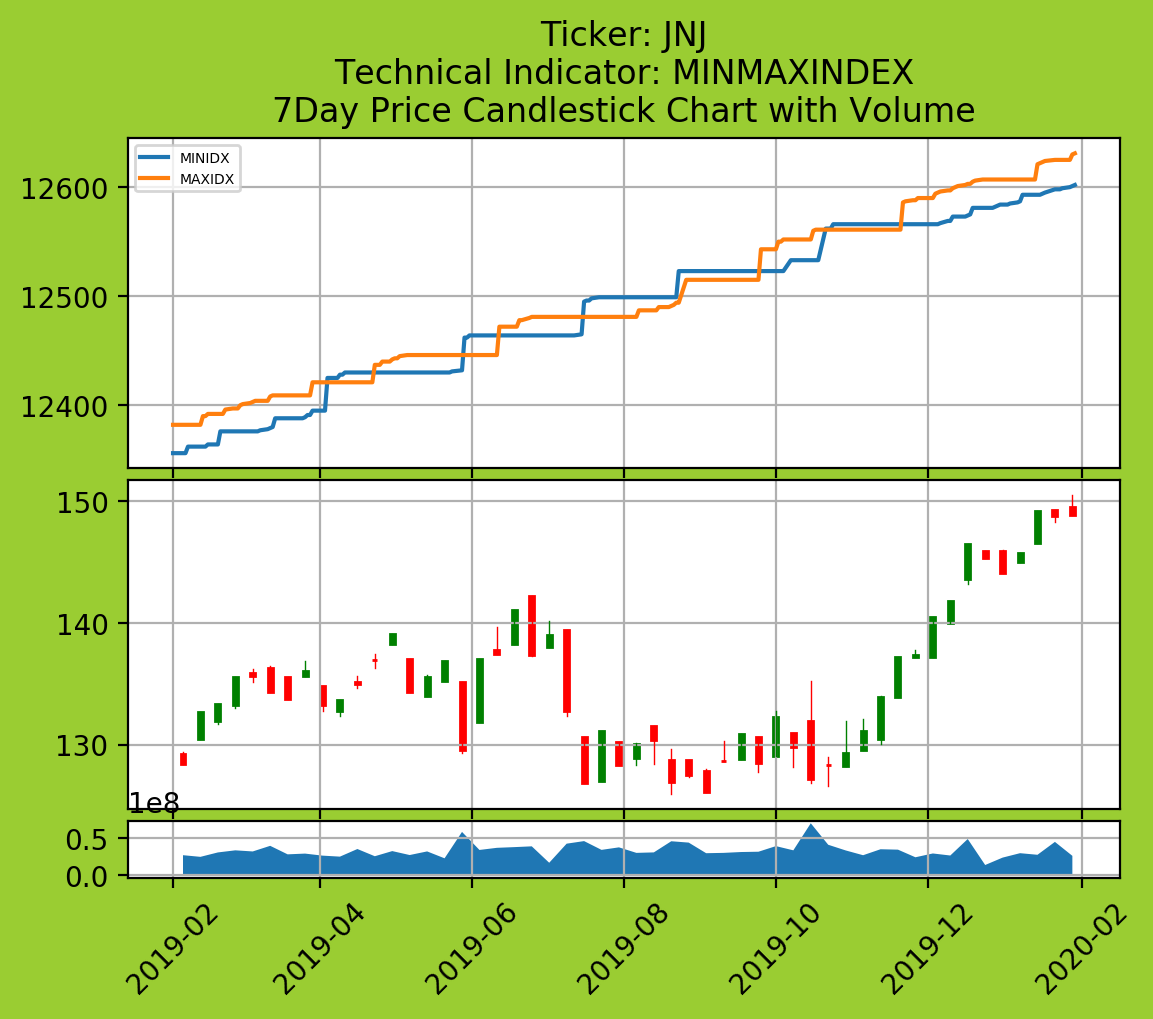 Ticker: JNJ
Technical Indicator: MINMAXINDEX
7Day Price Candlestick Chart with Volume
MINIDX
MAXIDX
12600
12500
12400
150
140
130
1e8
0.5
0.0
2019-02
2019-04
2019-06
2019-08
2019-10
2019-12
2020-02